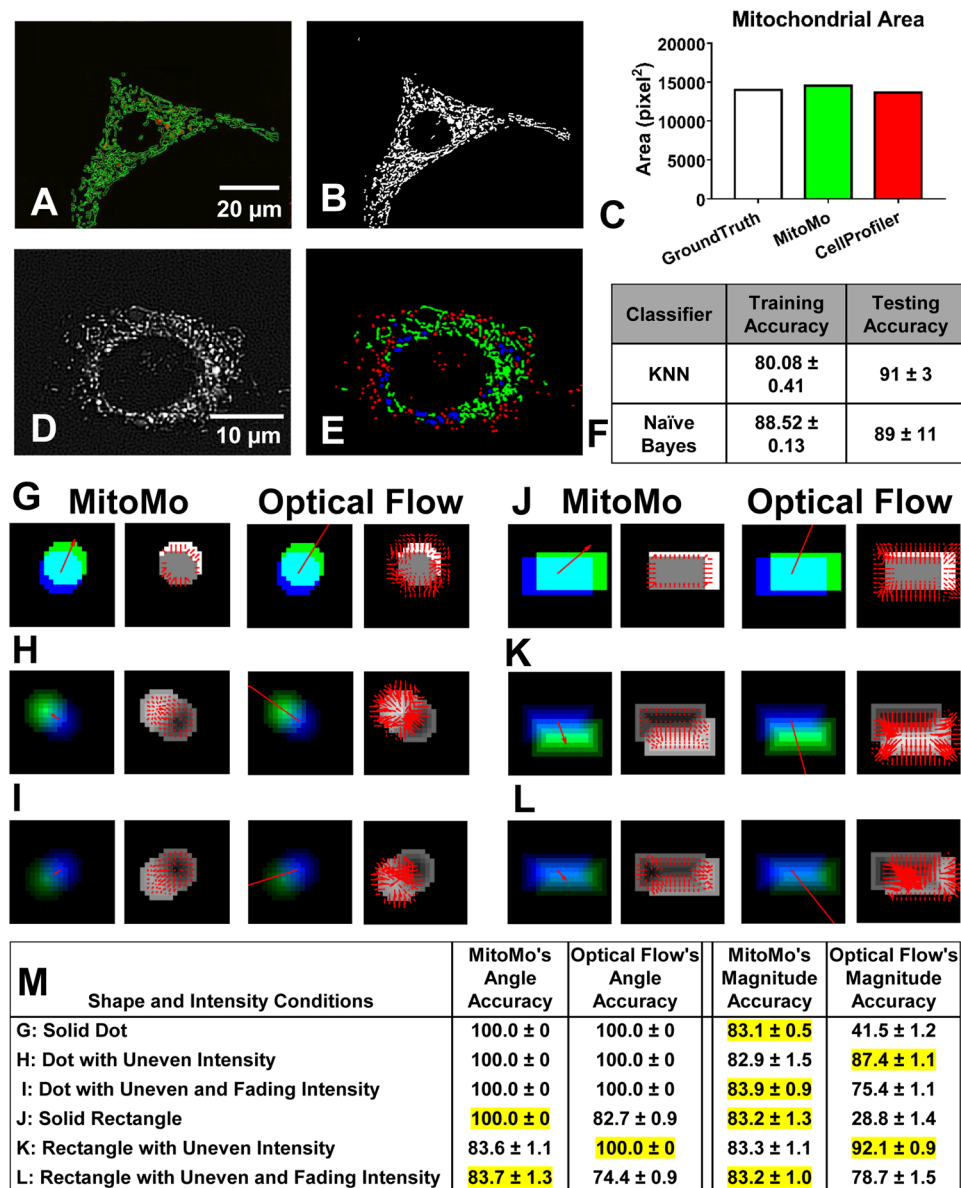 A
20 µm
B
Mitochondrial Area
Area (pixel²)
20000
15000
10000
5000
0
GroundTruth
MitoMo
CellProfiler
C
D
10 µm
E
F
Classifier
Training Accuracy
Testing Accuracy
KNN
80.08 ± 0.41
91 ± 3
Naïve Bayes
88.52 ± 0.13
89 ± 11
G
MitoMo
Optical Flow
J
MitoMo
Optical Flow
H
K
I
L
M
Shape and Intensity Conditions
MitoMo's Angle Accuracy
Optical Flow's Angle Accuracy
MitoMo's Magnitude Accuracy
Optical Flow's Magnitude Accuracy
G: Solid Dot 100.0 ± 0 100.0 ± 0 83.1 ± 0.5 41.5 ± 1.2
H: Dot with Uneven Intensity 100.0 ± 0 100.0 ± 0 82.9 ± 1.5 87.4 ± 1.1
I: Dot with Uneven and Fading Intensity 100.0 ± 0 100.0 ± 0 83.9 ± 0.9 75.4 ± 1.1
J: Solid Rectangle 100.0 ± 0 82.7 ± 0.9 83.2 ± 1.3 28.8 ± 1.4
K: Rectangle with Uneven Intensity 83.6 ± 1.1 100.0 ± 0 83.3 ± 1.1 92.1 ± 0.9
L: Rectangle with Uneven and Fading Intensity 83.7 ± 1.3 74.4 ± 0.9 83.2 ± 1.0 78.7 ± 1.5